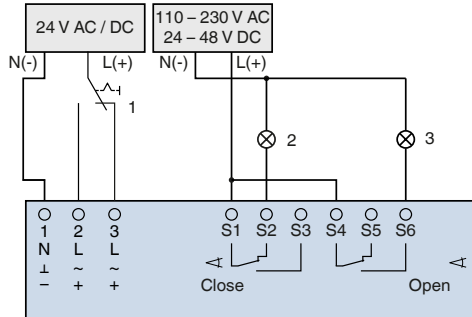 24 V AC / DC
110 – 230 V AC
24 – 48 V DC
N(-) L(+) N(-) L(+)
1
2
3
1 2 3 S1 S2 S3 S4 S5 S6
N L L
⊥ ~ ~
– + +
Close Open